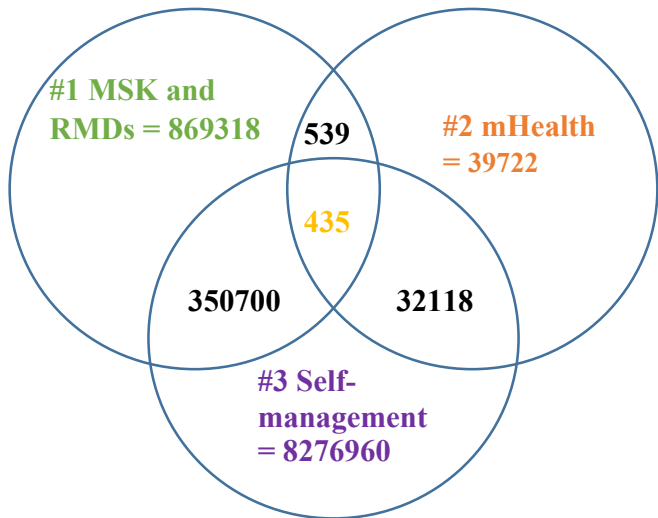 #1 MSK and
RMDs = 869318
539
#2 mHealth
= 39722
435
350700
32118
#3 Self-
management
= 8276960